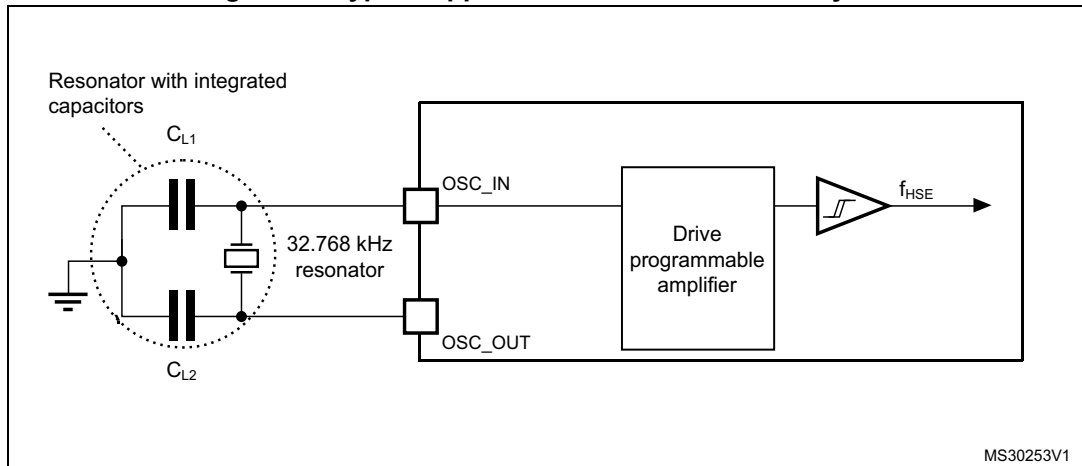 Resonator with integrated
capacitors
CL1
OSC_IN
fHSE
32.768 kHz
resonator
Drive
programmable
amplifier
OSC_OUT
CL2
MS30253V1